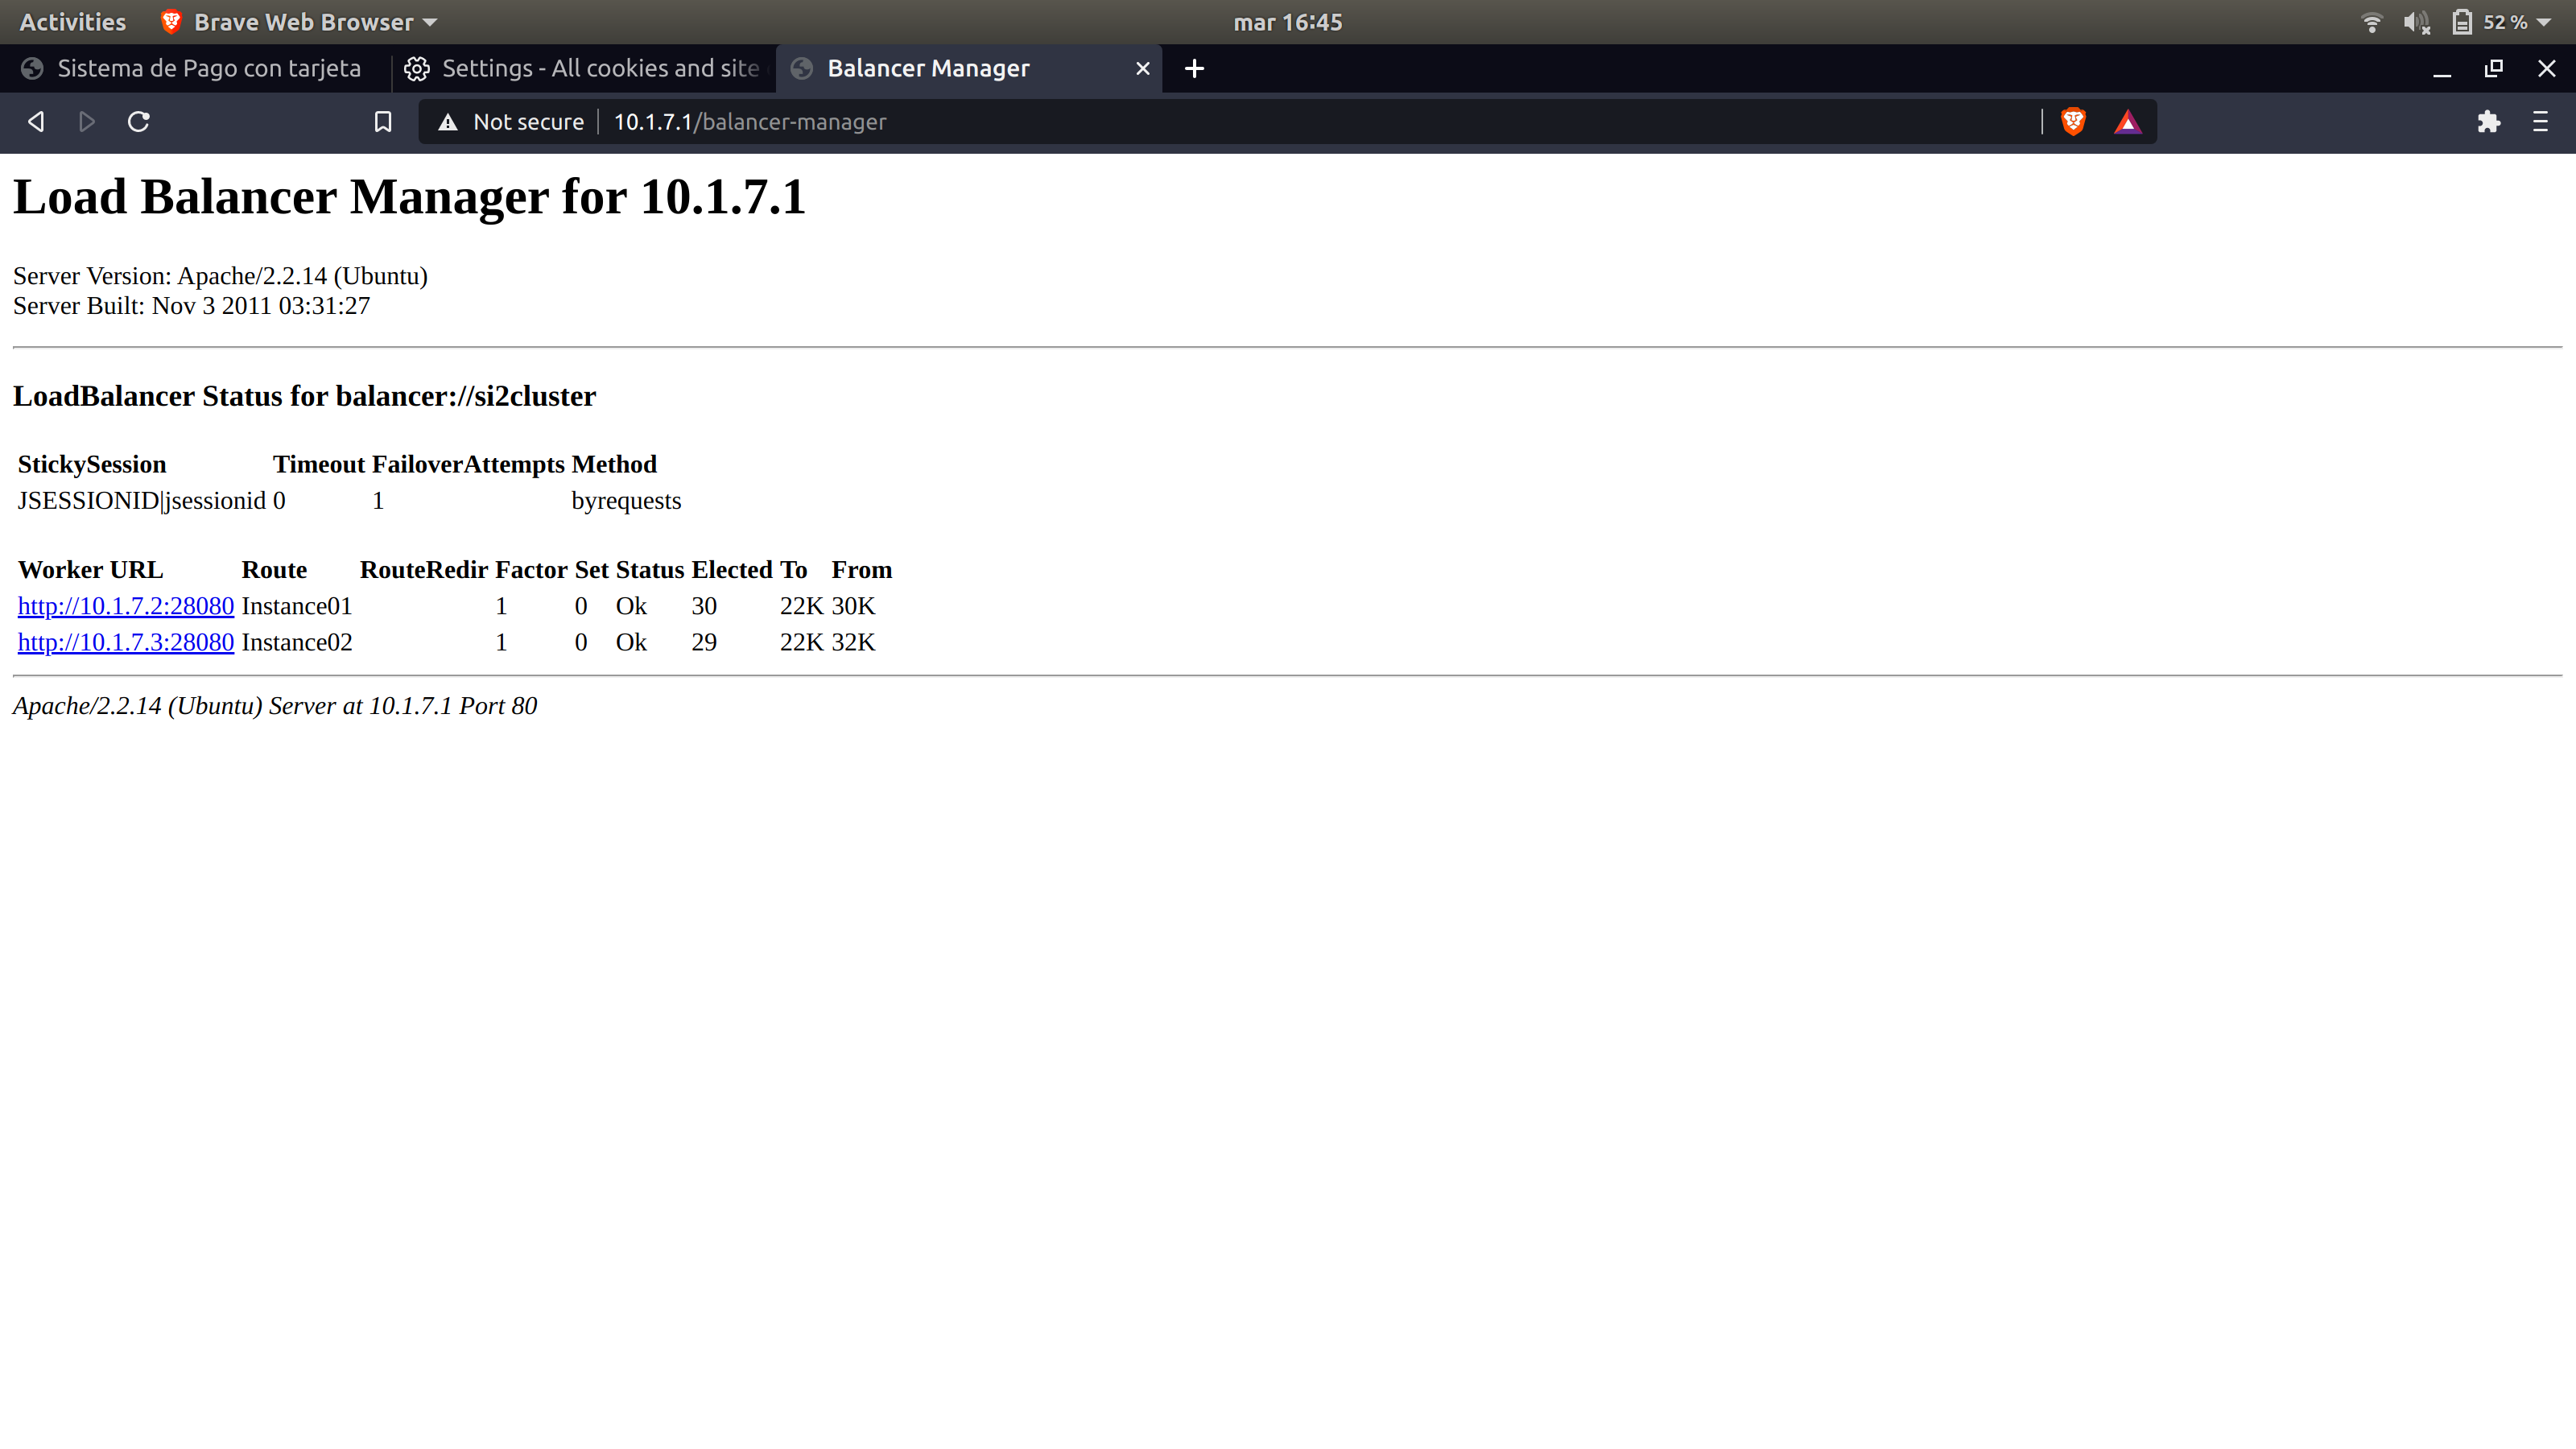 Activities Brave Web Browser mar 16:45 52 %
Sistema de Pago con tarjeta Settings - All cookies and site Balancer Manager
Not secure 10.1.7.1/balancer-manager
Load Balancer Manager for 10.1.7.1
Server Version: Apache/2.2.14 (Ubuntu)
Server Built: Nov 3 2011 03:31:27
LoadBalancer Status for balancer://si2cluster
StickySession Timeout FailoverAttempts Method
JSESSIONID|jsessionid 0 1 byrequests
Worker URL Route RouteRedir Factor Set Status Elected To From
http://10.1.7.2:28080 Instance01 1 0 Ok 30 22K 30K
http://10.1.7.3:28080 Instance02 1 0 Ok 29 22K 32K
Apache/2.2.14 (Ubuntu) Server at 10.1.7.1 Port 80